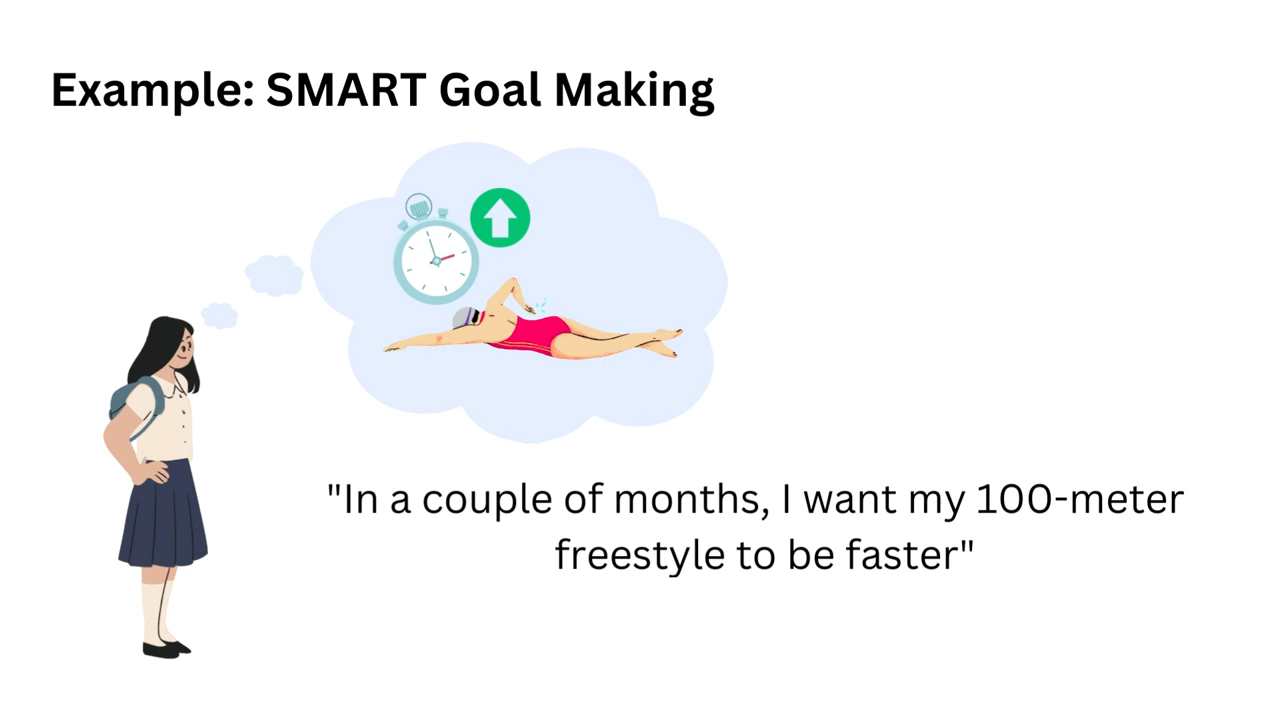 Example: SMART Goal Making
"In a couple of months, I want my 100-meter
freestyle to be faster"